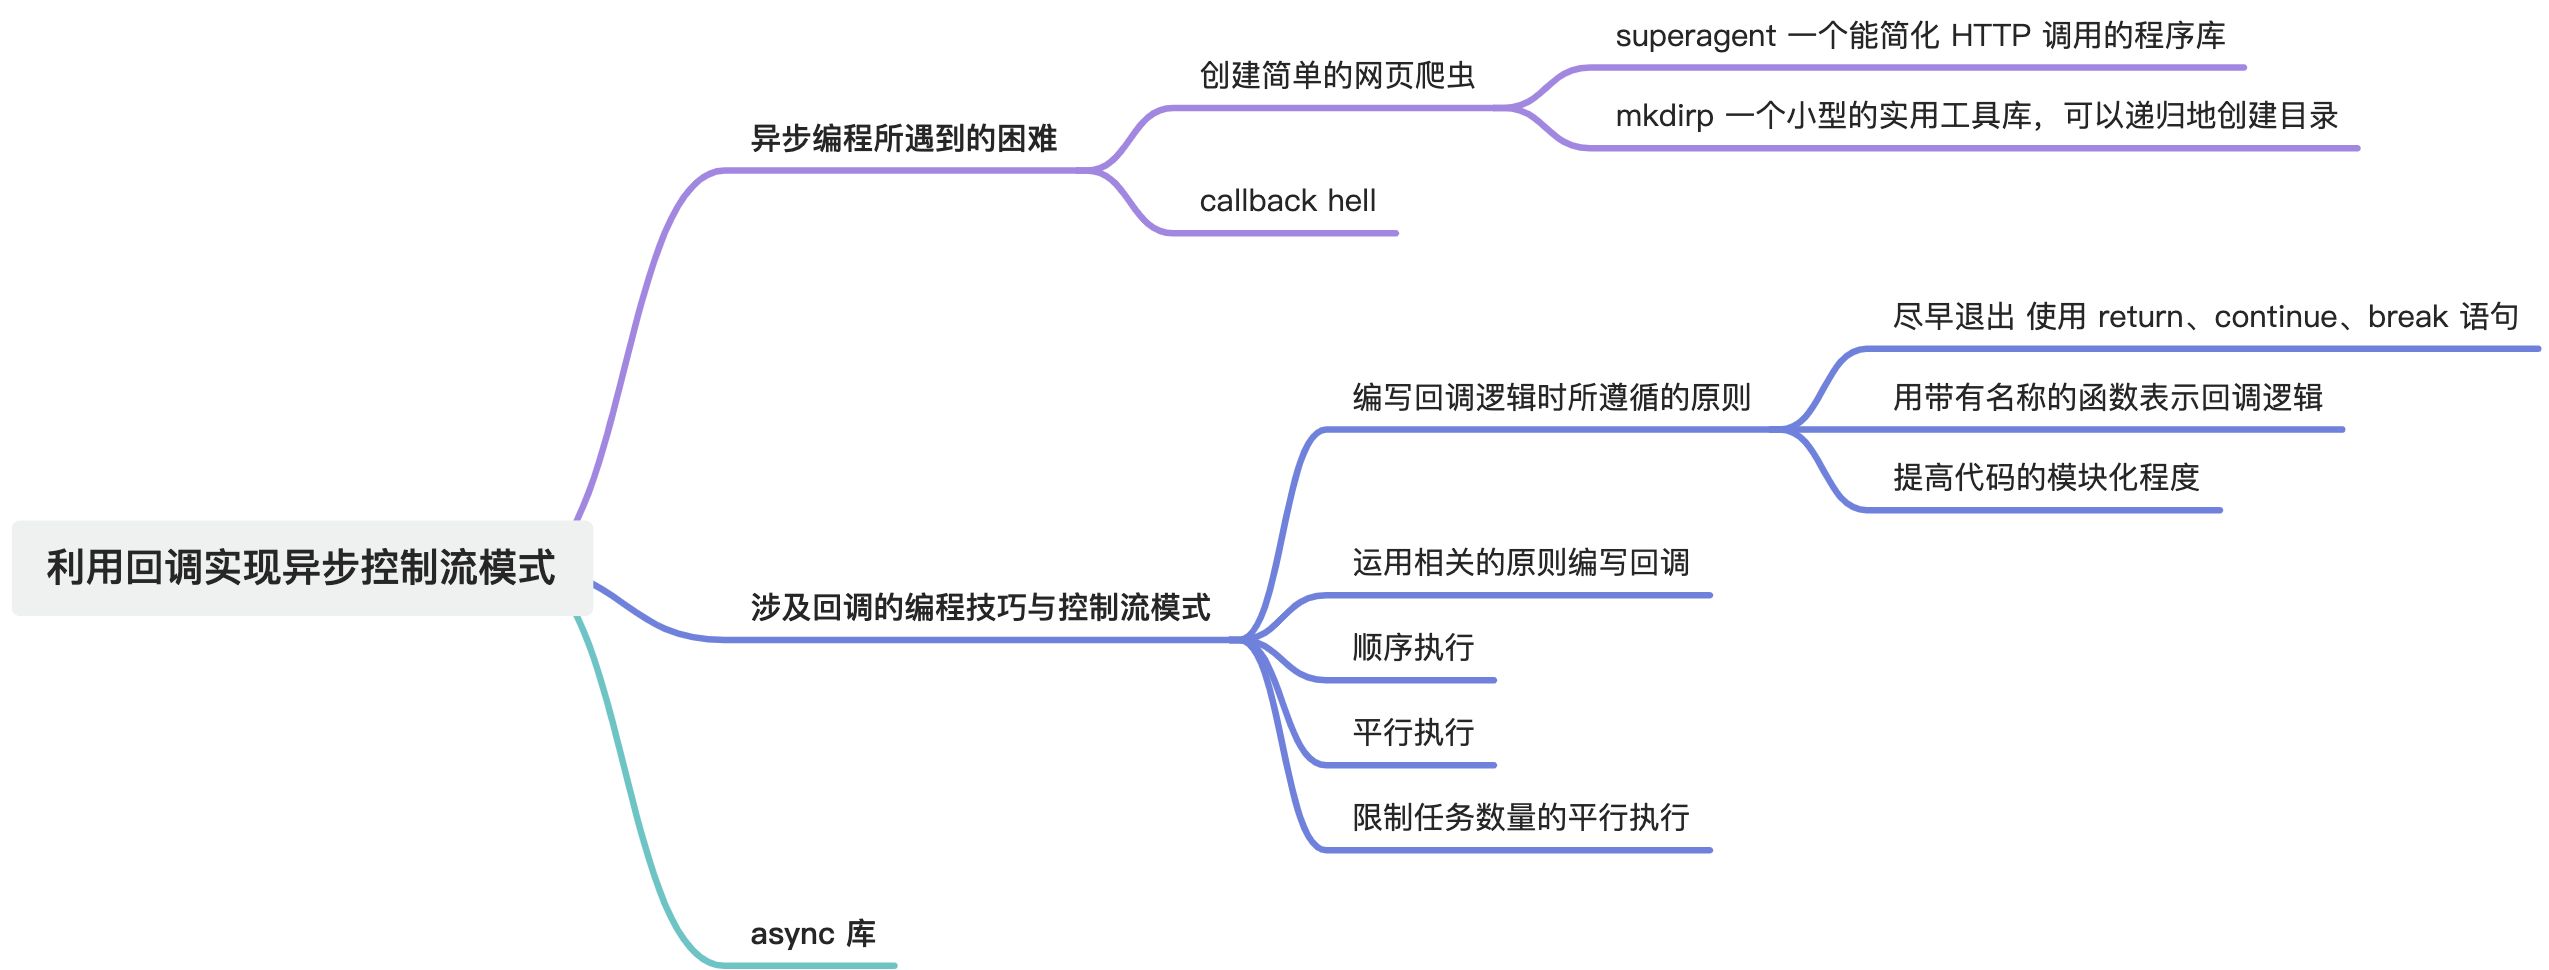 利用回调实现异步控制流模式
异步编程所遇到的困难
创建简单的网页爬虫
superagent 一个能简化 HTTP 调用的程序库
mkdirp 一个小型的实用工具库，可以递归地创建目录
callback hell
涉及回调的编程技巧与控制流模式
编写回调逻辑时所遵循的原则
尽早退出 使用 return、continue、break 语句
用带有名称的函数表示回调逻辑
提高代码的模块化程度
运用相关的原则编写回调
顺序执行
平行执行
限制任务数量的平行执行
async 库